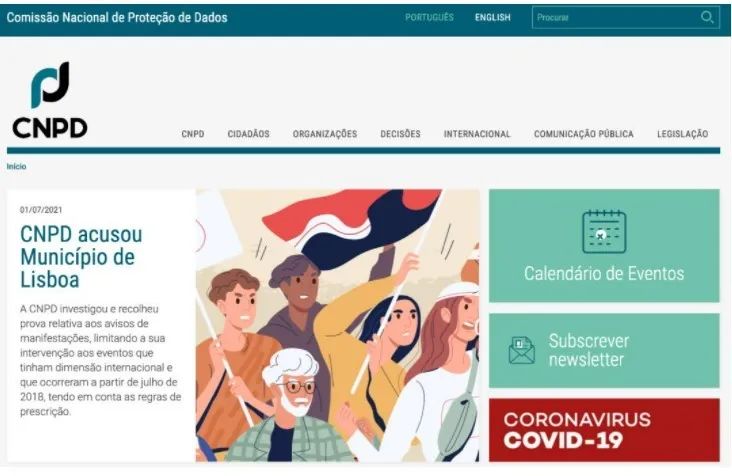 Comissão Nacional de Proteção de Dados
PORTUGUÊS
ENGLISH
Procurar
CNPD
CNPD
CIDADÃOS
ORGANIZAÇÕES
DECISÕES
INTERNACIONAL
COMUNICAÇÃO PÚBLICA
LEGISLAÇÃO
Início
01/07/2021
CNPD acusou
Município de
Lisboa
A CNPD investigou e recolheu
prova relativa aos avisos de
manifestações, limitando a sua
intervenção aos eventos que
tinham dimensão internacional e
que ocorreram a partir de julho de
2018, tendo em conta as regras de
prescrição.
Calendário de Eventos
Subscrever
newsletter
CORONAVIRUS
COVID-19